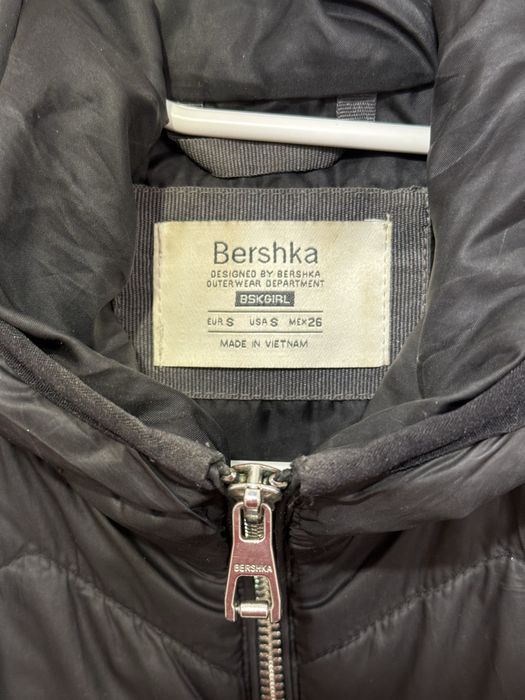 Bershka
DESIGNED BY BERSHKA
OUTERWEAR DEPARTMENT
BSKGIRL
EUR S USA S MEX 26
MADE IN VIETNAM
BERSHKA